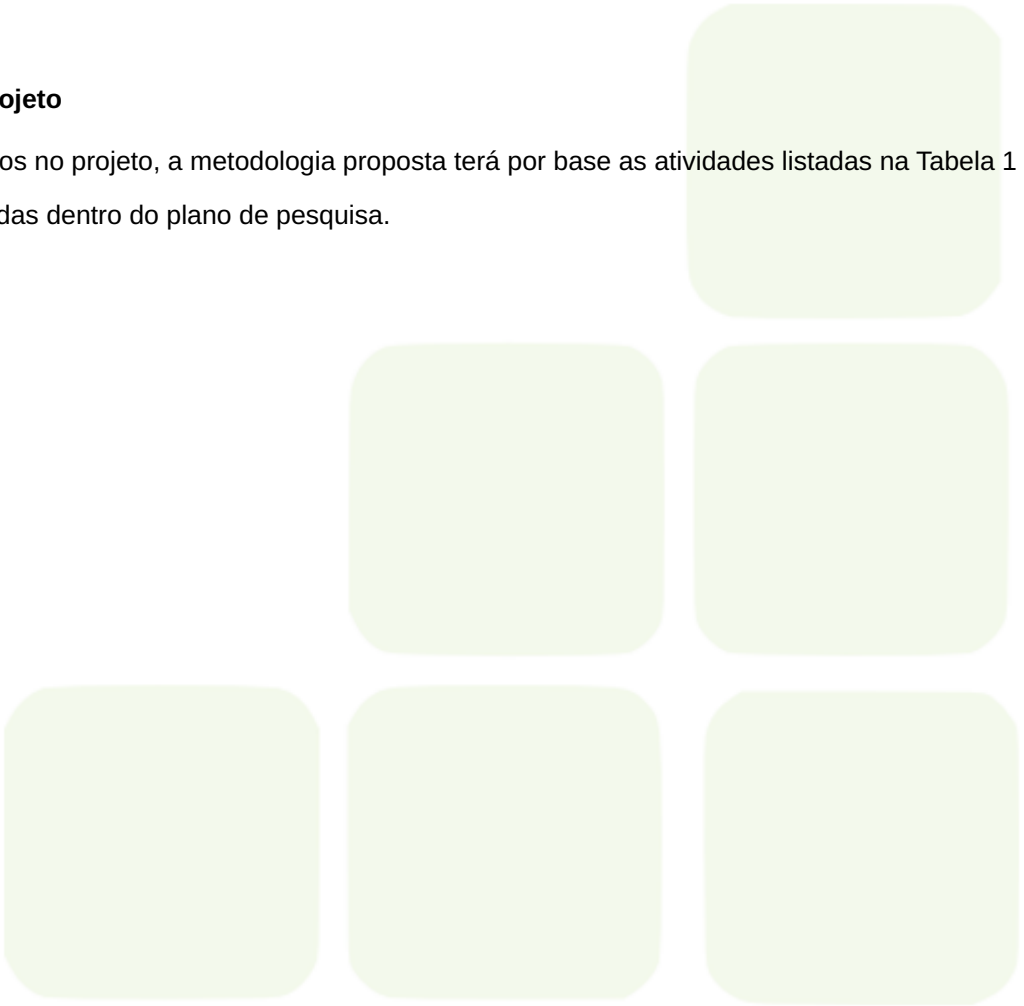 ojeto
os no projeto, a metodologia proposta terá por base as atividades listadas na Tabela 1
das dentro do plano de pesquisa.